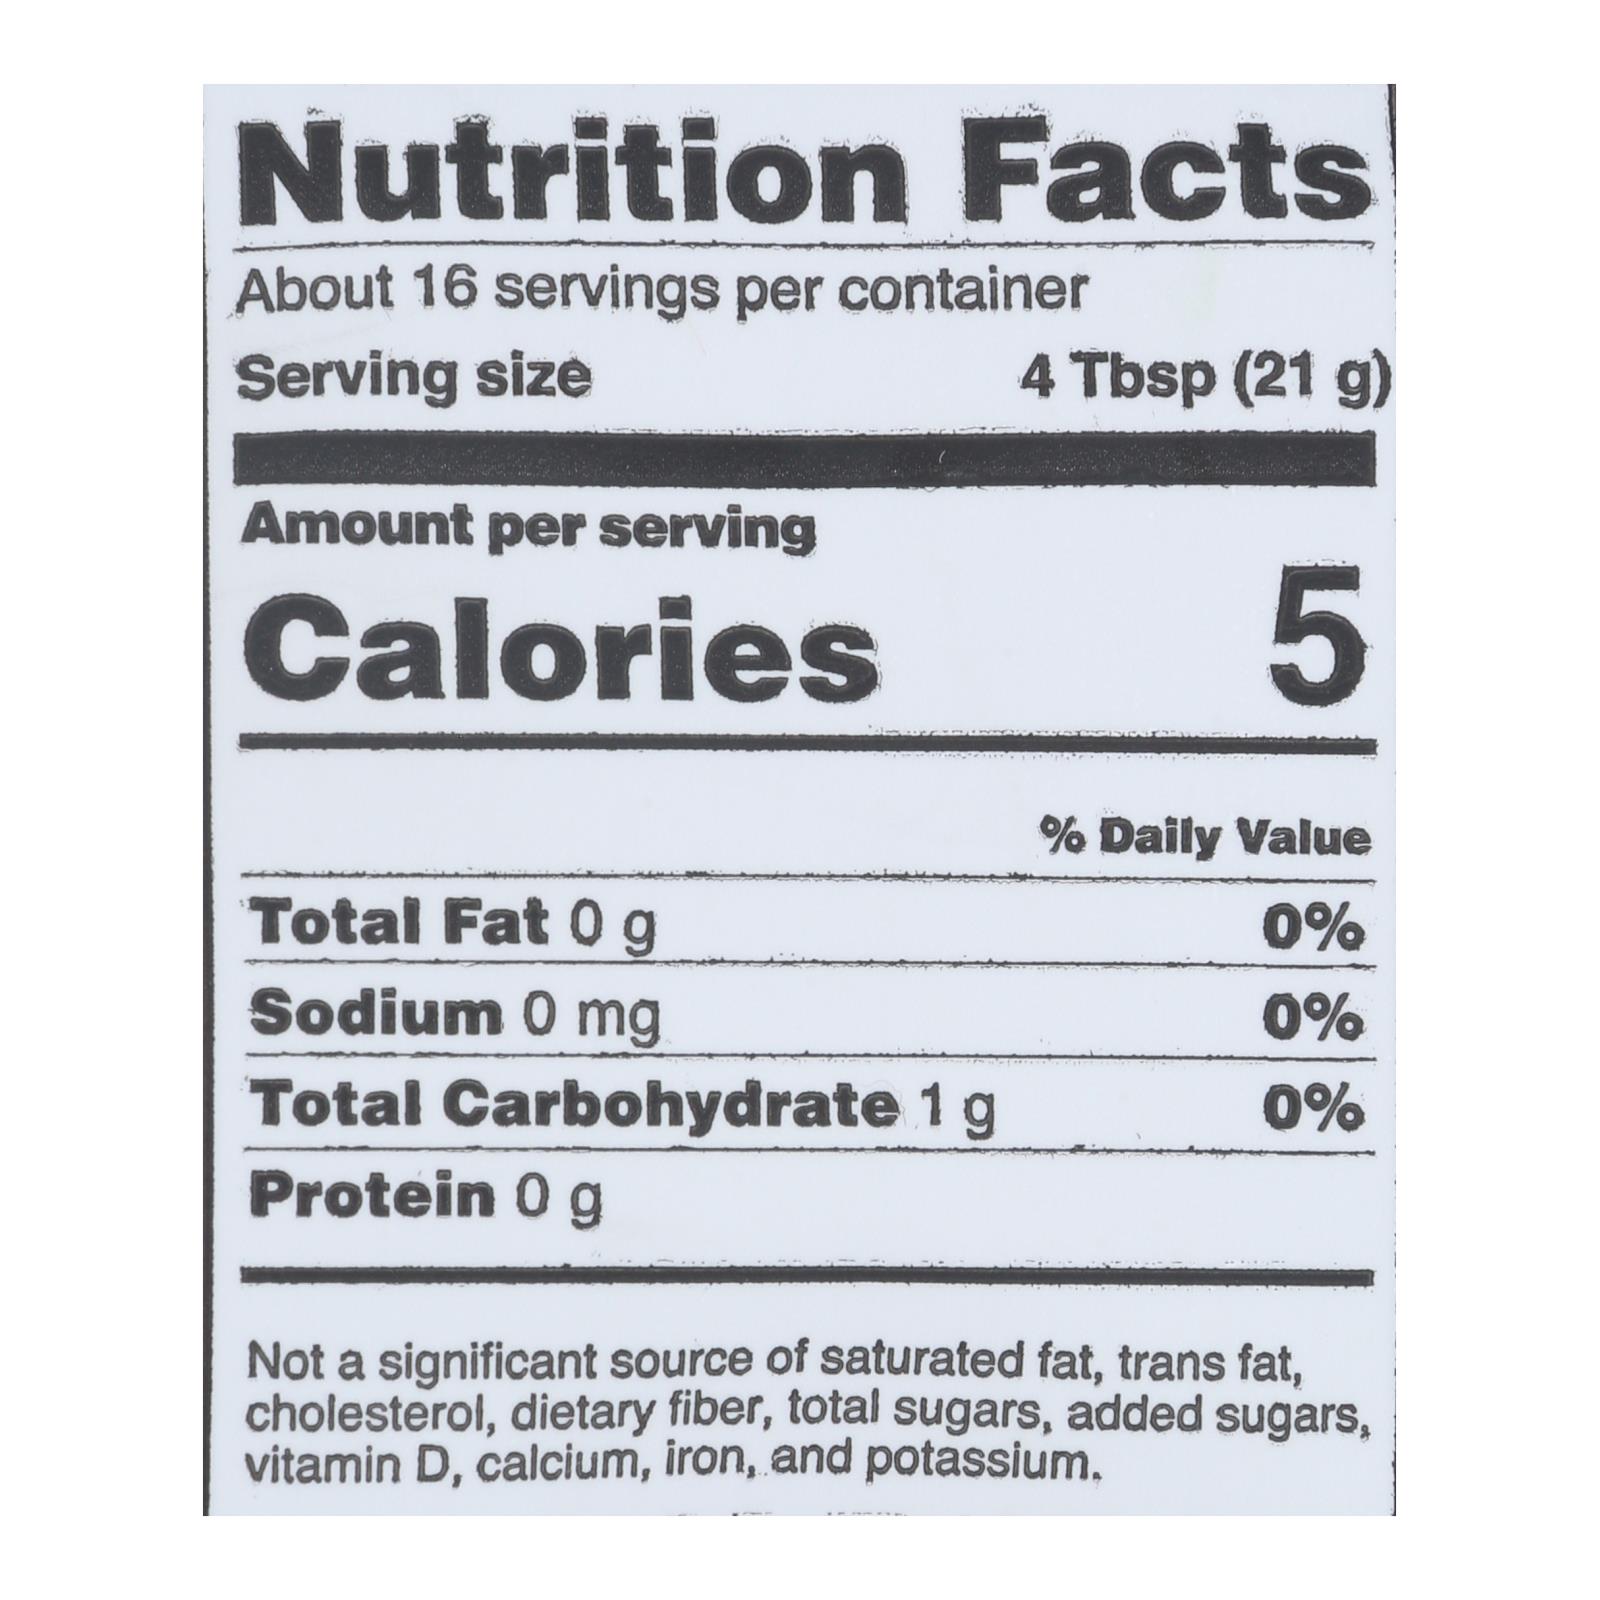 Nutrition Facts
About 16 servings per container
Serving size 4 Tbsp (21 g)
Amount per serving
Calories 5
% Daily Value
Total Fat 0 g 0%
Sodium 0 mg 0%
Total Carbohydrate 1 g 0%
Protein 0 g
Not a significant source of saturated fat, trans fat,
cholesterol, dietary fiber, total sugars, added sugars,
vitamin D, calcium, iron, and potassium.